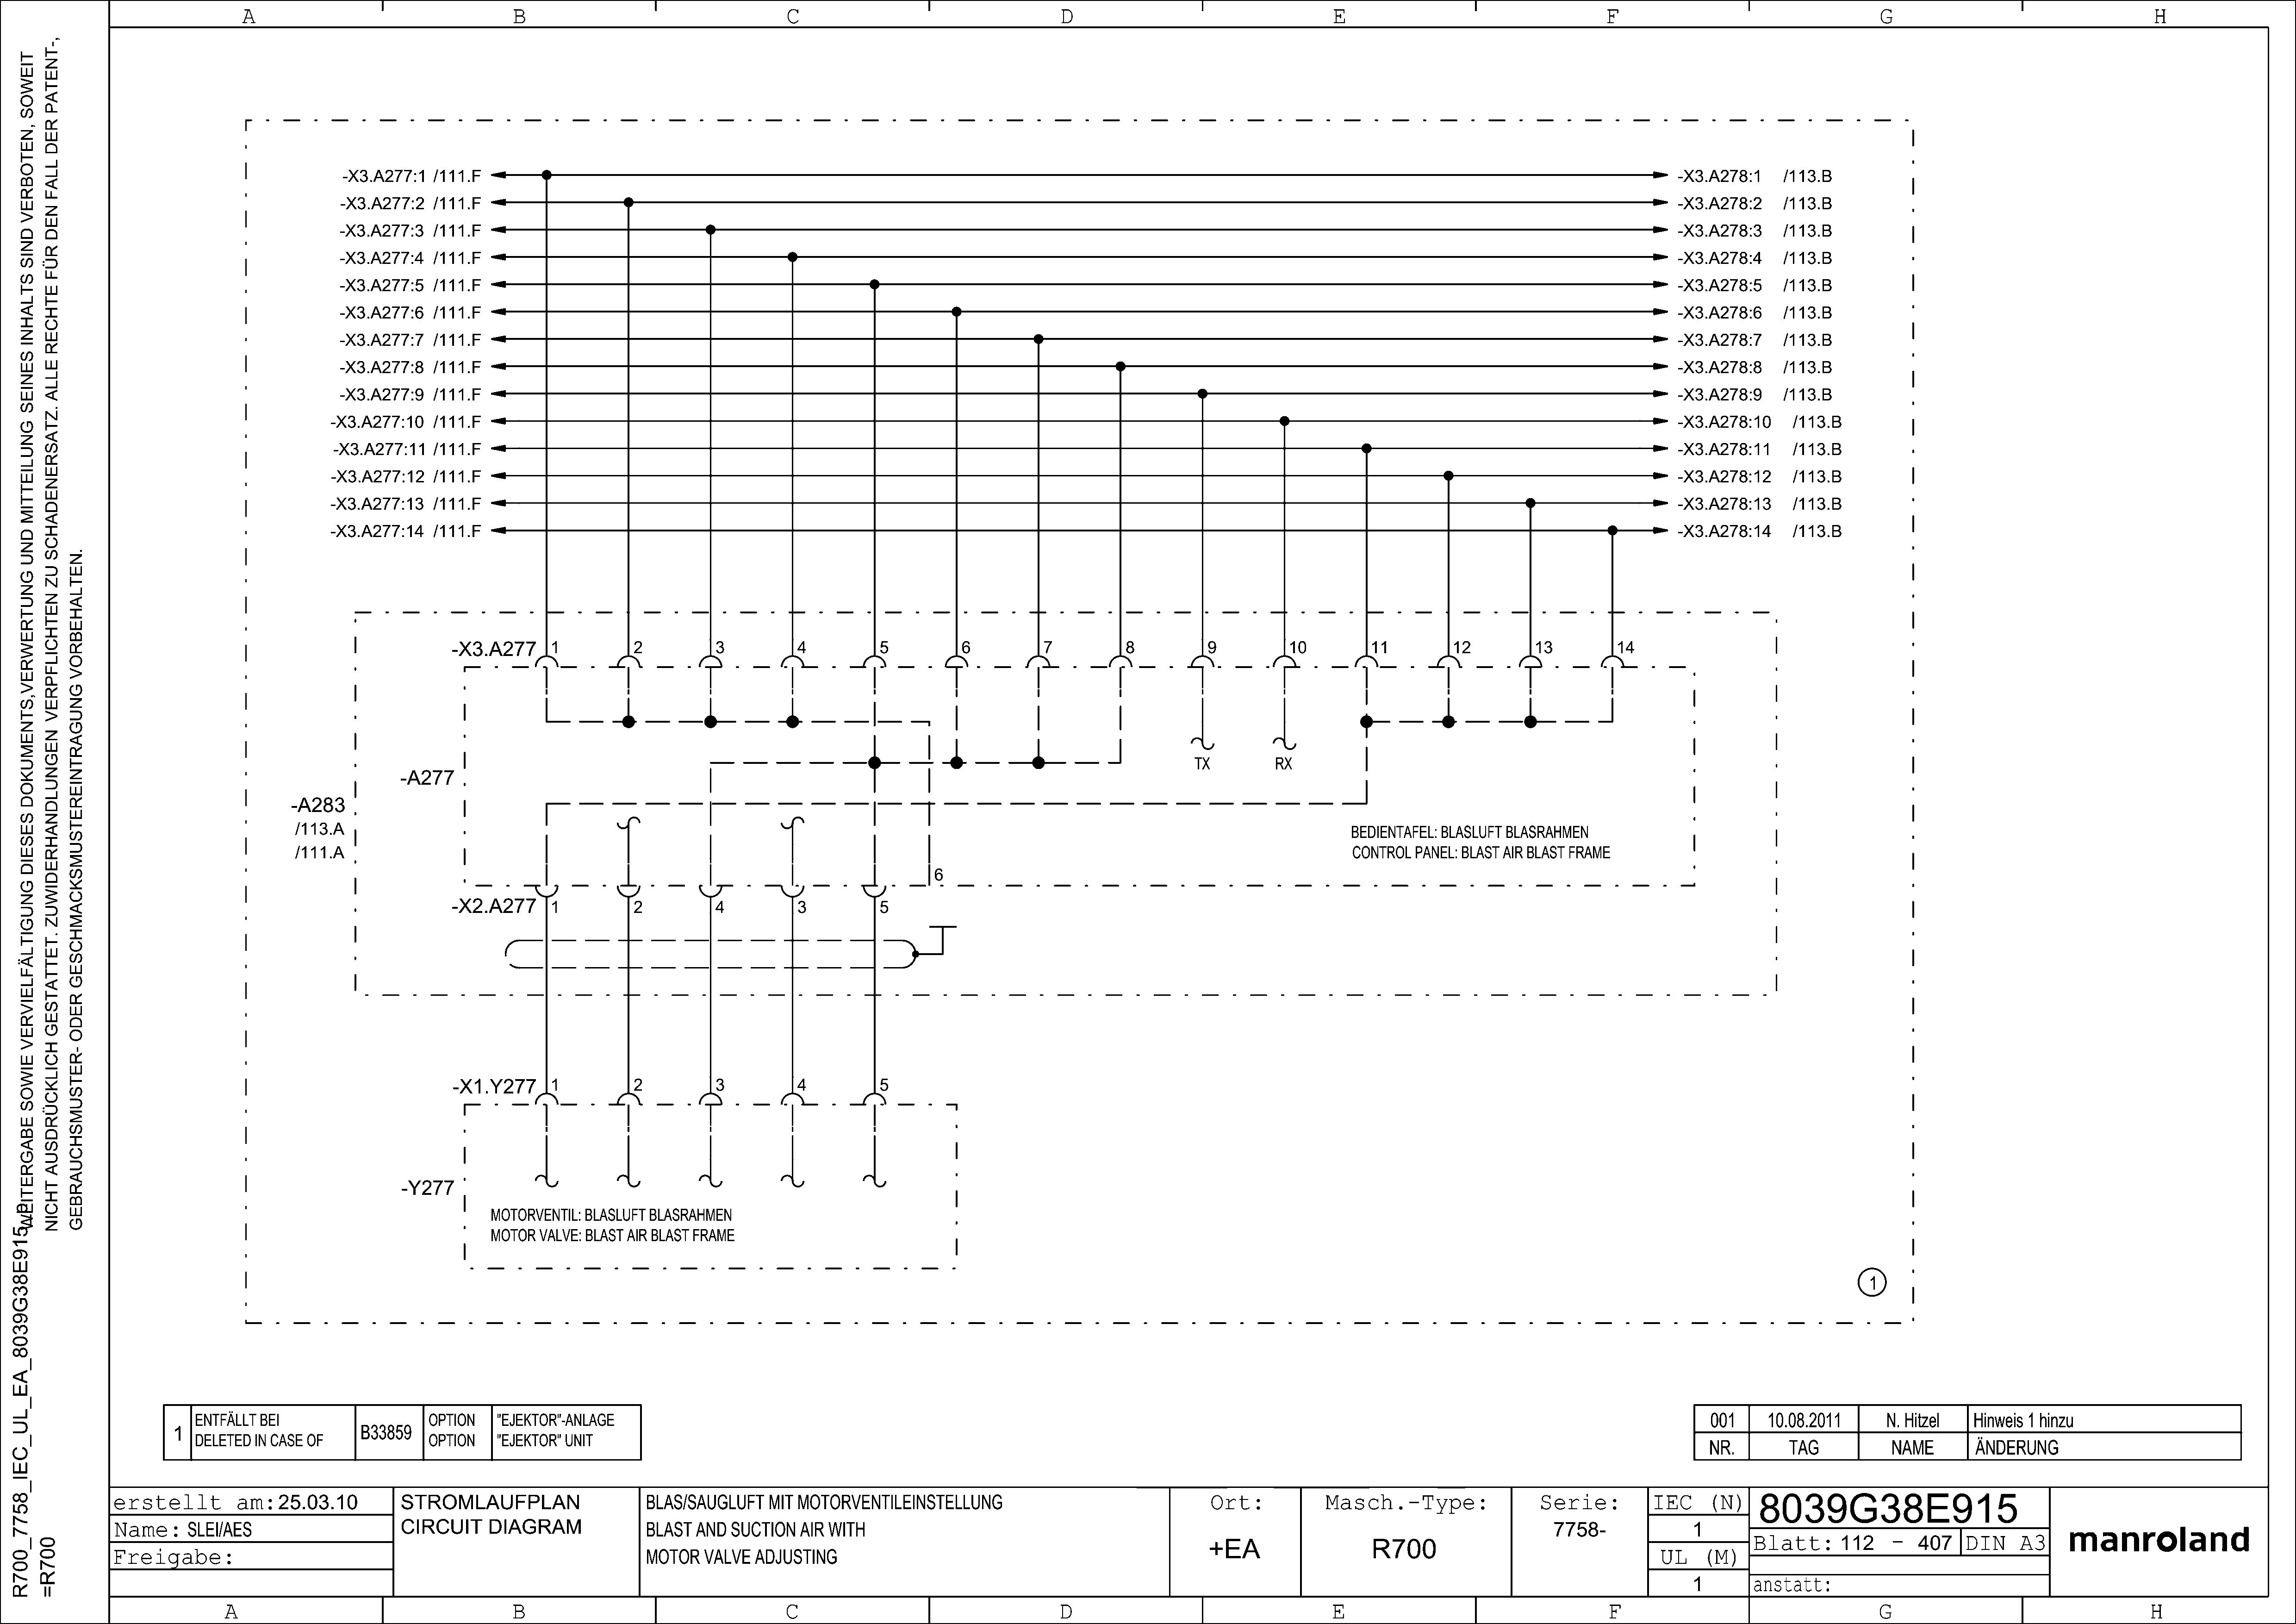 A B C D E F G H
WEITERGABE SOWIE VERVIELFÄLTIGUNG DIESES DOKUMENTS,VERWERTUNG UND MITTEILUNG SEINES INHALTS SIND VERBOTEN, SOWEIT
NICHT AUSDRÜCKLICH GESTATTET. ZUWIDERHANDLUNGEN VERPFLICHTEN ZU SCHADENERSATZ. ALLE RECHTE FÜR DEN FALL DER PATENT-,
GEBRAUCHSMUSTER- ODER GESCHMACKSMUSTEREINTRAGUNG VORBEHALTEN.
-X3.A277:1 /111.F -X3.A278:1 /113.B
-X3.A277:2 /111.F -X3.A278:2 /113.B
-X3.A277:3 /111.F -X3.A278:3 /113.B
-X3.A277:4 /111.F -X3.A278:4 /113.B
-X3.A277:5 /111.F -X3.A278:5 /113.B
-X3.A277:6 /111.F -X3.A278:6 /113.B
-X3.A277:7 /111.F -X3.A278:7 /113.B
-X3.A277:8 /111.F -X3.A278:8 /113.B
-X3.A277:9 /111.F -X3.A278:9 /113.B
-X3.A277:10 /111.F -X3.A278:10 /113.B
-X3.A277:11 /111.F -X3.A278:11 /113.B
-X3.A277:12 /111.F -X3.A278:12 /113.B
-X3.A277:13 /111.F -X3.A278:13 /113.B
-X3.A277:14 /111.F -X3.A278:14 /113.B
-X3.A277 1 2 3 4 5 6 7 8 9 10 11 12 13 14
TX RX
-A277
-A283
/113.A
/111.A
BEDIENTAFEL: BLASLUFT BLASRAHMEN
CONTROL PANEL: BLAST AIR BLAST FRAME
6
-X2.A277 1 2 4 3 5
-X1.Y277 1 2 3 4 5
-Y277
MOTORVENTIL: BLASLUFT BLASRAHMEN
MOTOR VALVE: BLAST AIR BLAST FRAME
1
1 ENTFÄLLT BEI B33859 OPTION "EJEKTOR"-ANLAGE
DELETED IN CASE OF OPTION "EJEKTOR" UNIT
001 10.08.2011 N. Hitzel Hinweis 1 hinzu
NR. TAG NAME ÄNDERUNG
erstellt am: 25.03.10
Name: SLEI/AES
Freigabe:
STROMLAUFPLAN
CIRCUIT DIAGRAM
BLAS/SAUGLUFT MIT MOTORVENTILEINSTELLUNG
BLAST AND SUCTION AIR WITH
MOTOR VALVE ADJUSTING
Ort:
+EA
Masch.-Type:
R700
Serie:
7758-
IEC (N)
1
UL (M)
1
8039G38E915
Blatt: 112 - 407 DIN A3
anstatt:
manroland
=R700
A B C D E F G H